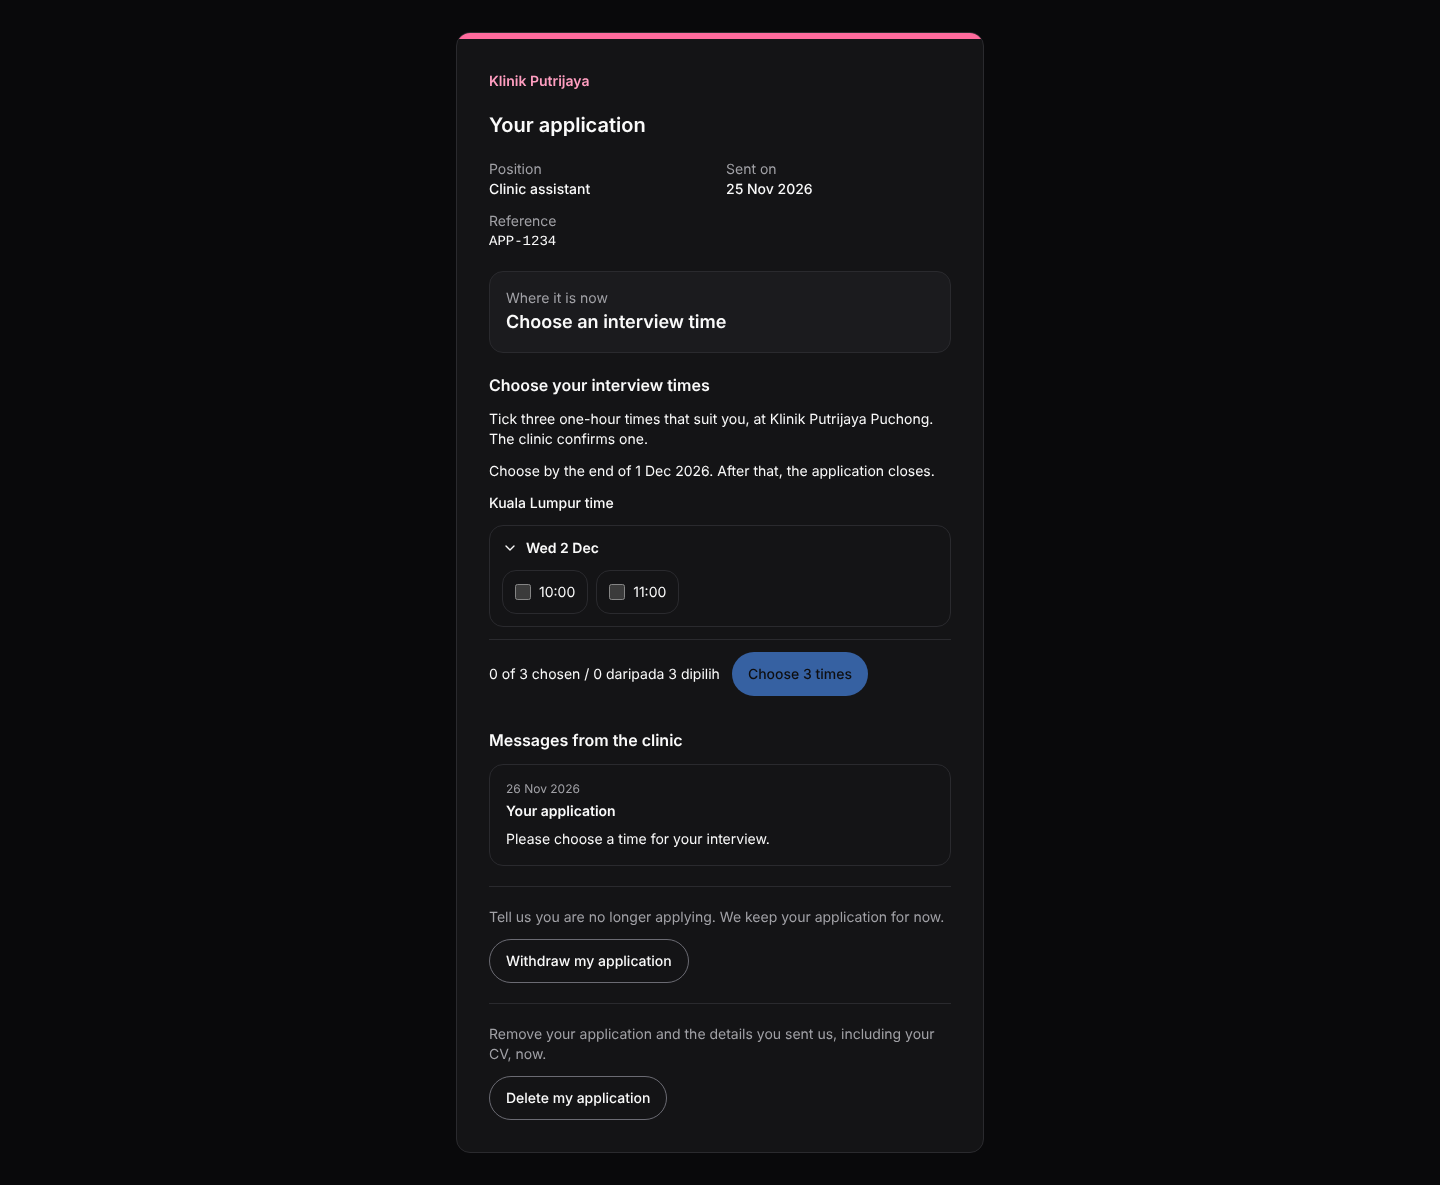 Klinik Putrijaya
Your application
Position
Clinic assistant
Sent on
25 Nov 2026
Reference
APP-1234
Where it is now
Choose an interview time
Choose your interview times
Tick three one-hour times that suit you, at Klinik Putrijaya Puchong.
The clinic confirms one.
Choose by the end of 1 Dec 2026. After that, the application closes.
Kuala Lumpur time
Wed 2 Dec
10:00
11:00
0 of 3 chosen / 0 daripada 3 dipilih
Choose 3 times
Messages from the clinic
26 Nov 2026
Your application
Please choose a time for your interview.
Tell us you are no longer applying. We keep your application for now.
Withdraw my application
Remove your application and the details you sent us, including your
CV, now.
Delete my application